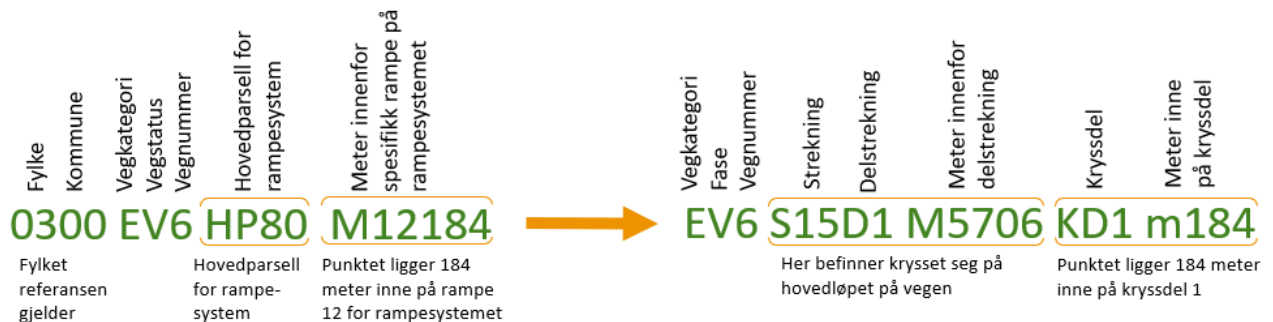 Fylke
Kommune
Vegkategori
Vegstatus
Vegnummer
Hovedparsell for
rampesystem
Meter innenfor
spesifikk rampe på
rampesystemet
Vegkategori
Fase
Vegnummer
Strekning
Delstrekning
Meter innenfor
delstrekning
Kryssdel
Meter inne
på kryssdel
0300 EV6 HP80 M12184
EV6 S15D1 M5706 KD1 m184
Fylket
referansen
gjelder
Hovedparsell
for rampe-
system
Punktet ligger 184
meter inne på rampe
12 for rampesystemet
Her befinner krysset seg på
hovedløpet på vegen
Punktet ligger 184 meter
inne på kryssdel 1